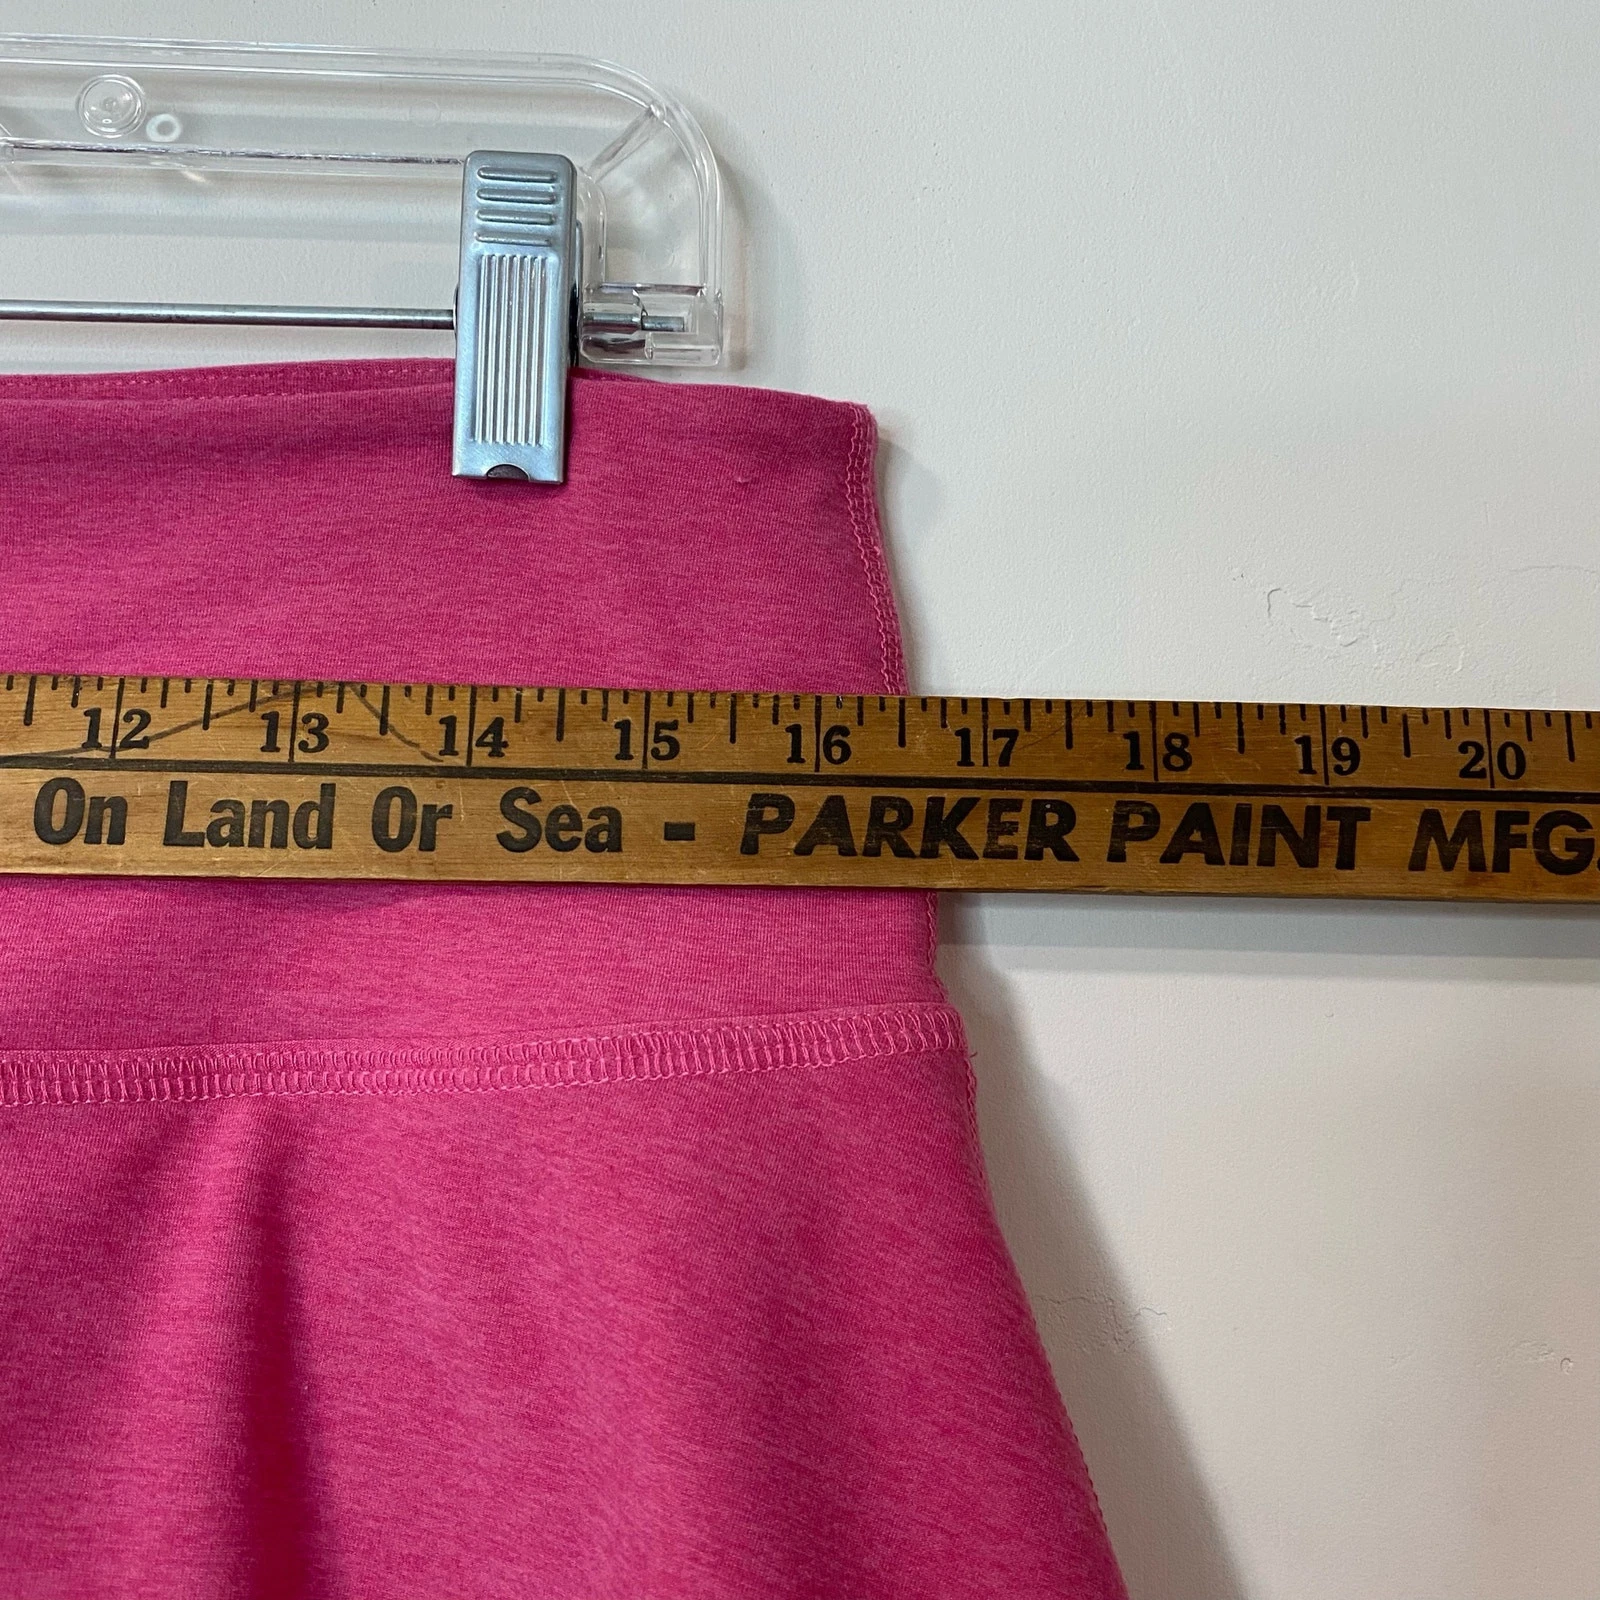 12 13 14 15 16 17 18 19 20
On Land Or Sea - PARKER PAINT MFG.